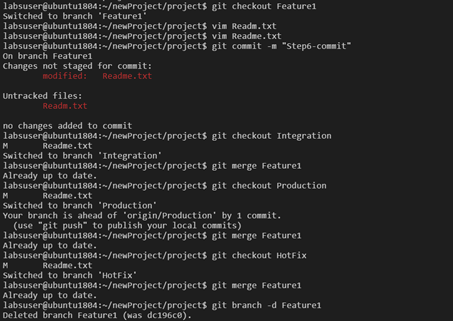 labsuser@ubuntu1804:~/newProject/project$ git checkout Feature1
Switched to branch 'Feature1'
labsuser@ubuntu1804:~/newProject/project$ vim Readm.txt
labsuser@ubuntu1804:~/newProject/project$ vim Readme.txt
labsuser@ubuntu1804:~/newProject/project$ git commit -m "Step6-commit"
On branch Feature1
Changes not staged for commit:
modified:   Readme.txt
Untracked files:
Readm.txt
no changes added to commit
labsuser@ubuntu1804:~/newProject/project$ git checkout Integration
M       Readme.txt
Switched to branch 'Integration'
labsuser@ubuntu1804:~/newProject/project$ git merge Feature1
Already up to date.
labsuser@ubuntu1804:~/newProject/project$ git checkout Production
M       Readme.txt
Switched to branch 'Production'
Your branch is ahead of 'origin/Production' by 1 commit.
(use "git push" to publish your local commits)
labsuser@ubuntu1804:~/newProject/project$ git merge Feature1
Already up to date.
labsuser@ubuntu1804:~/newProject/project$ git checkout HotFix
M       Readme.txt
Switched to branch 'HotFix'
labsuser@ubuntu1804:~/newProject/project$ git merge Feature1
Already up to date.
labsuser@ubuntu1804:~/newProject/project$ git branch -d Feature1
Deleted branch Feature1 (was dc196c0).